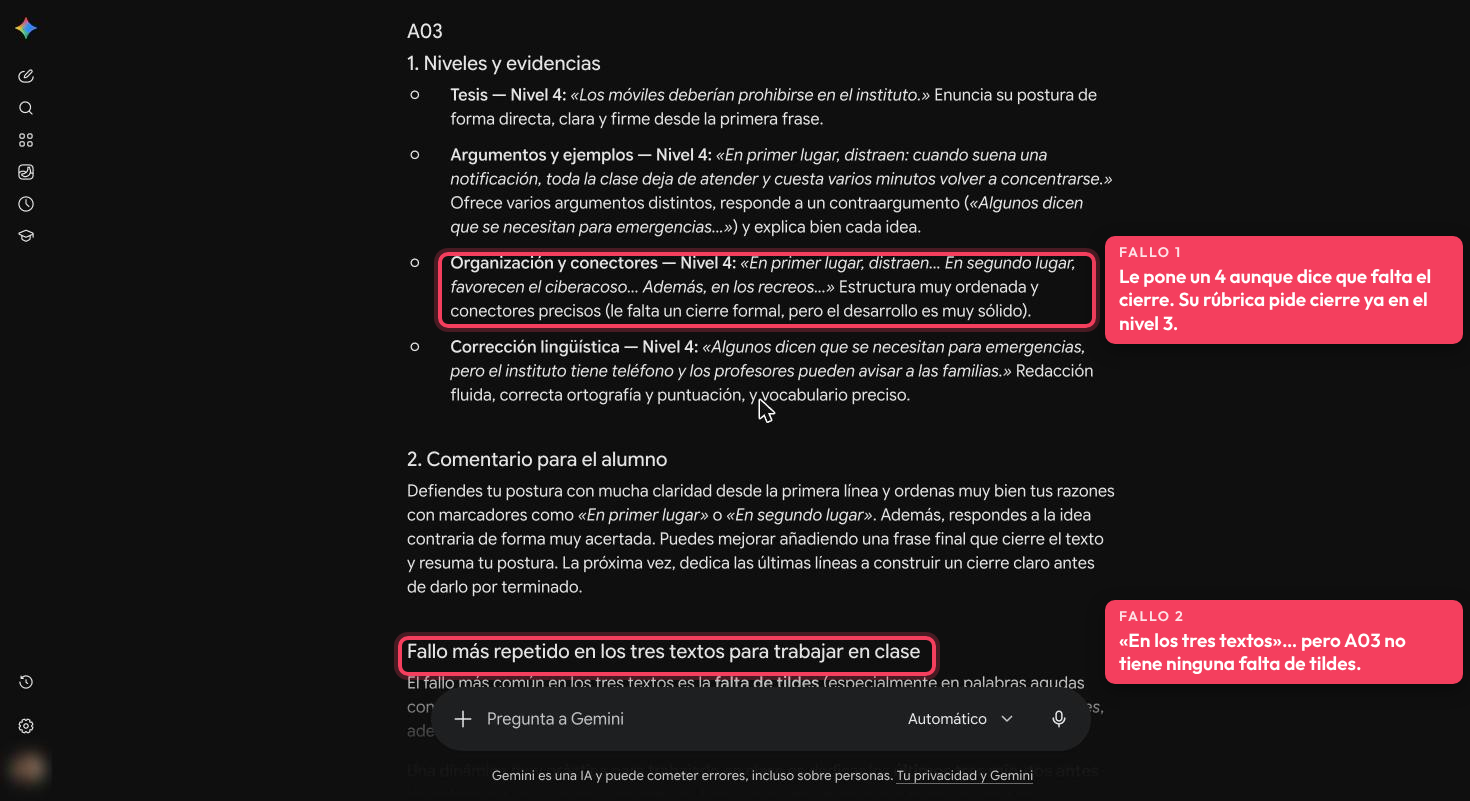 A03
1. Niveles y evidencias
Tesis — Nivel 4: «Los móviles deberían prohibirse en el instituto.» Enuncia su postura de
forma directa, clara y firme desde la primera frase.
Argumentos y ejemplos — Nivel 4: «En primer lugar, distraen: cuando suena una
notificación, toda la clase deja de atender y cuesta varios minutos volver a concentrarse.»
Ofrece varios argumentos distintos, responde a un contraargumento («Algunos dicen
que se necesitan para emergencias...») y explica bien cada idea.
Organización y conectores — Nivel 4: «En primer lugar, distraen... En segundo lugar,
favorecen el ciberacoso... Además, en los recreos...» Estructura muy ordenada y
conectores precisos (le falta un cierre formal, pero el desarrollo es muy sólido).
FALLO 1
Le pone un 4 aunque dice que falta el
cierre. Su rúbrica pide cierre ya en el
nivel 3.
Corrección lingüística — Nivel 4: «Algunos dicen que se necesitan para emergencias,
pero el instituto tiene teléfono y los profesores pueden avisar a las familias.» Redacción
fluida, correcta ortografía y puntuación, y vocabulario preciso.
2. Comentario para el alumno
Defiendes tu postura con mucha claridad desde la primera línea y ordenas muy bien tus razones
con marcadores como «En primer lugar» o «En segundo lugar». Además, respondes a la idea
contraria de forma muy acertada. Puedes mejorar añadiendo una frase final que cierre el texto
y resuma tu postura. La próxima vez, dedica las últimas líneas a construir un cierre claro antes
de darlo por terminado.
FALLO 2
«En los tres textos»... pero A03 no
tiene ninguna falta de tildes.
Fallo más repetido en los tres textos para trabajar en clase
El fallo más común en los tres textos es la falta de tildes (especialmente en palabras agudas
Pregunta a Gemini
Automático
Gemini es una IA y puede cometer errores, incluso sobre personas. Tu privacidad y Gemini